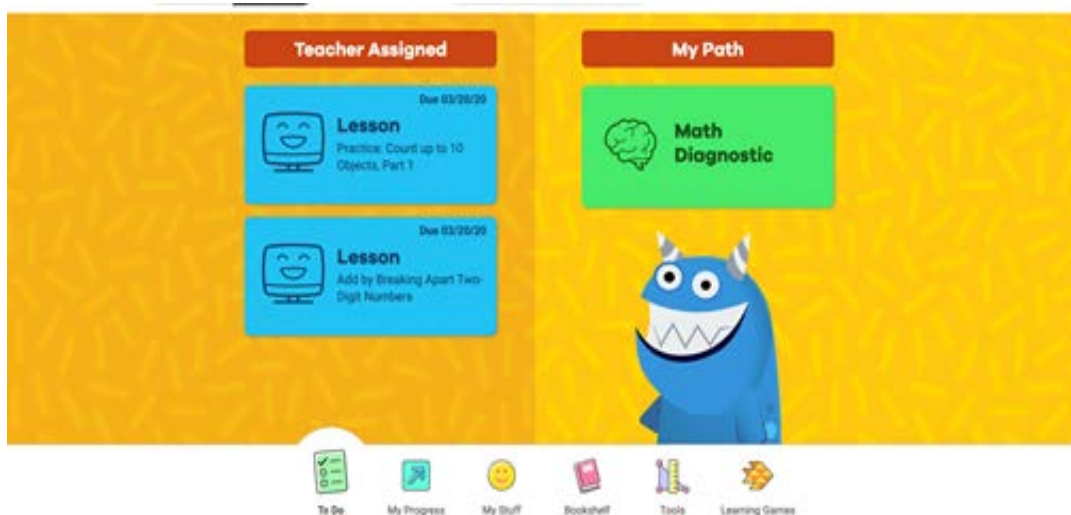 Teacher Assigned
Due 03/20/20
Lesson
Practice: Count up to 10
Objects, Part 1
Due 03/20/20
Lesson
Add by Breaking Apart Two-
Digit Numbers
My Path
Math
Diagnostic
To Do
My Progress
My Stuff
Bookshelf
Tools
Learning Games